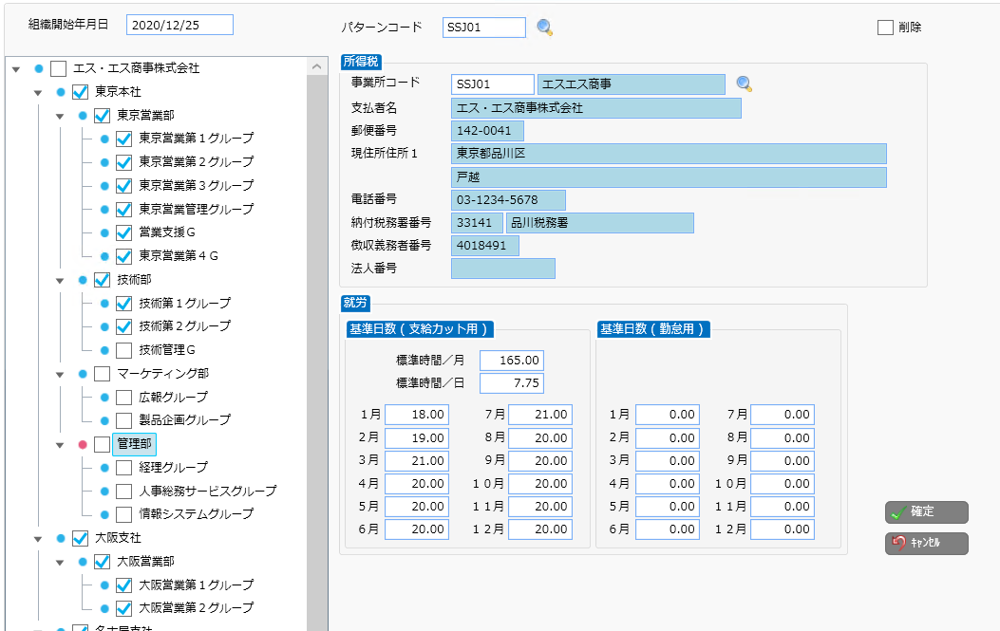 組織開始年月日 2020/12/25 パターンコード SSJ01 削除
エス・エス商事株式会社
東京本社
東京営業部
東京営業第１グループ
東京営業第２グループ
東京営業第３グループ
東京営業管理グループ
営業支援Ｇ
東京営業第４Ｇ
技術部
技術第１グループ
技術第２グループ
技術管理Ｇ
マーケティング部
広報グループ
製品企画グループ
管理部
経理グループ
人事総務サービスグループ
情報システムグループ
大阪支社
大阪営業部
大阪営業第１グループ
大阪営業第２グループ
名古屋支社
所得税
事業所コード SSJ01 エスエス商事
支払者名 エス・エス商事株式会社
郵便番号 142-0041
現住所住所１ 東京都品川区
戸越
電話番号 03-1234-5678
納付税務署番号 33141 品川税務署
徴収義務者番号 4018491
法人番号
就労
基準日数（支給カット用） 基準日数（勤怠用）
標準時間／月 165.00
標準時間／日 7.75
１月 18.00 ７月 21.00 １月 0.00 ７月 0.00
２月 19.00 ８月 20.00 ２月 0.00 ８月 0.00
３月 21.00 ９月 20.00 ３月 0.00 ９月 0.00
４月 20.00 １０月 20.00 ４月 0.00 １０月 0.00
５月 20.00 １１月 20.00 ５月 0.00 １１月 0.00
６月 20.00 １２月 20.00 ６月 0.00 １２月 0.00
確定
ｷｬﾝｾﾙ